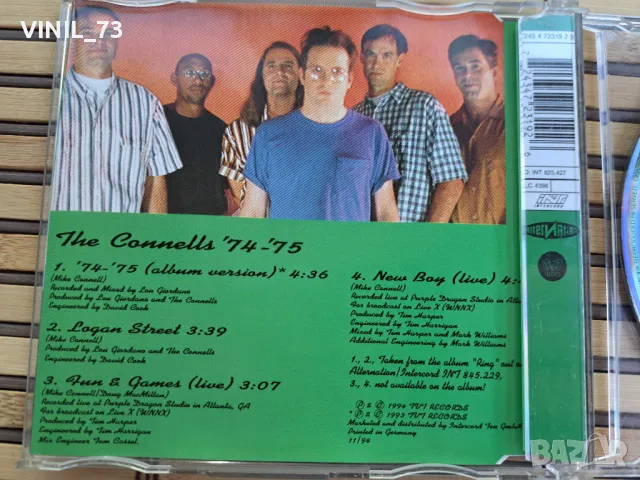 VINIL_73
The Connells '74-'75
1. '74-'75 (album version)* 4:36
(Mike Connell)
Recorded and Mixed by Lou Giordano
Produced by Lou Giordano and The Connells
Engineered by David Cook
2. Logan Street 3:39
(Mike Connell)
Produced by Lou Giordano and The Connells
Engineered by David Cook
3. Fun & Games (live) 3:07
(Mike Connell/Doug MacMillan)
Recorded live at Purple Dragon Studio in Atlanta, GA
for broadcast on Live X (WNNX)
Produced by Tim Harper
Engineered by Tim Harrigan
Mix Engineer Tom Cassel.
4. New Boy (live)
(Mike Connell)
Recorded live at Purple Dragon Studio in
for broadcast on Live X (WNNX)
Produced by Tim Harper
Engineered by Tim Harrigan
Mixed by Tim Harper and Mark Williams
Additional Engineering by Mark Williams
1., 2., Taken from the album "Ring" out
Alternation/Intercord INT 845.229,
3., 4. not available on the album!
℗ & © 1994 TVT RECORDS
* ℗ & © 1993 TVT RECORDS
Marketed and distributed by Intercord Ton
Printed in Germany
11/94
INT 825.427
LC 4396
INT
INTERCORD
AlterNation
BAZAR